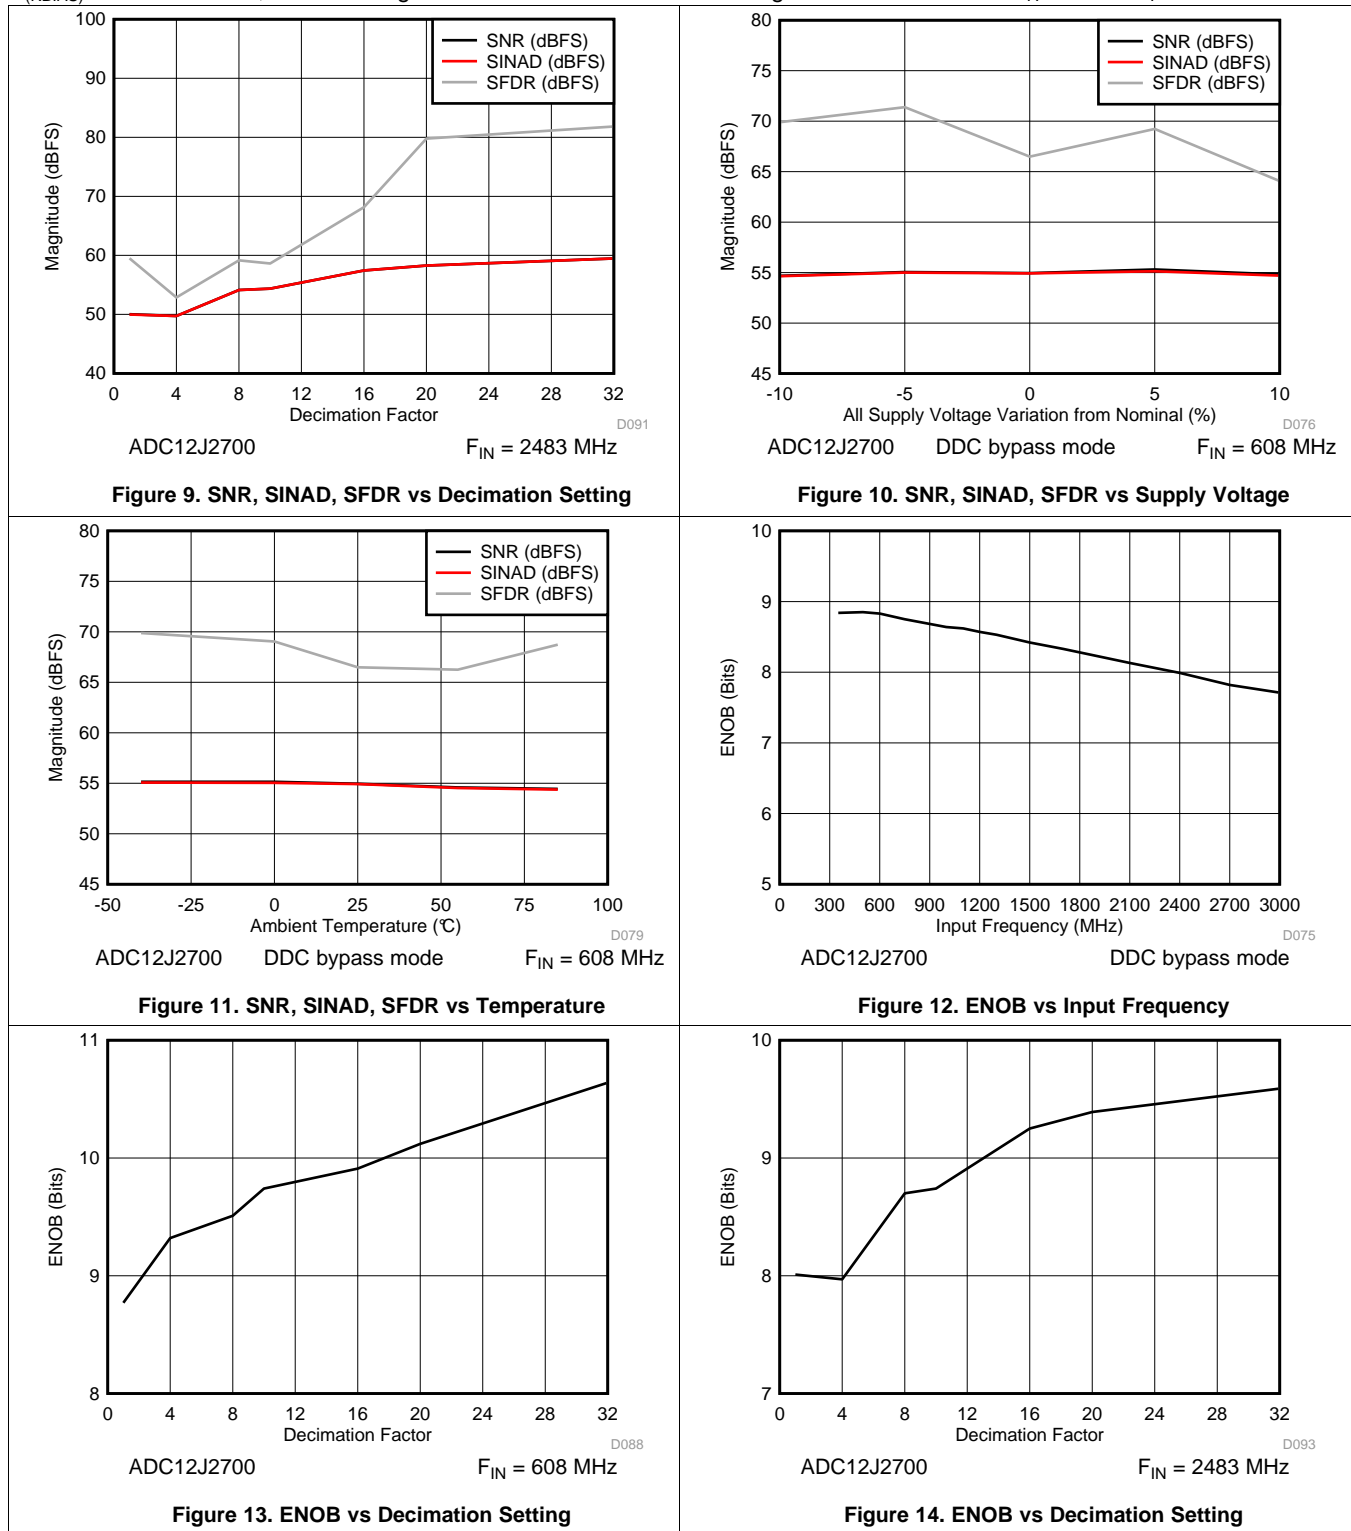 100
90
80
70
60
50
40
Magnitude (dBFS)
SNR (dBFS)
SINAD (dBFS)
SFDR (dBFS)
0 4 8 12 16 20 24 28 32
Decimation Factor
D091
ADC12J2700 F_IN = 2483 MHz
Figure 9. SNR, SINAD, SFDR vs Decimation Setting
80
75
70
65
60
55
50
45
Magnitude (dBFS)
SNR (dBFS)
SINAD (dBFS)
SFDR (dBFS)
-10 -5 0 5 10
All Supply Voltage Variation from Nominal (%)
D076
ADC12J2700 DDC bypass mode F_IN = 608 MHz
Figure 10. SNR, SINAD, SFDR vs Supply Voltage
80
75
70
65
60
55
50
45
Magnitude (dBFS)
SNR (dBFS)
SINAD (dBFS)
SFDR (dBFS)
-50 -25 0 25 50 75 100
Ambient Temperature (°C)
D079
ADC12J2700 DDC bypass mode F_IN = 608 MHz
Figure 11. SNR, SINAD, SFDR vs Temperature
10
9
8
7
6
5
ENOB (Bits)
0 300 600 900 1200 1500 1800 2100 2400 2700 3000
Input Frequency (MHz)
D075
ADC12J2700 DDC bypass mode
Figure 12. ENOB vs Input Frequency
11
10
9
8
ENOB (Bits)
0 4 8 12 16 20 24 28 32
Decimation Factor
D088
ADC12J2700 F_IN = 608 MHz
Figure 13. ENOB vs Decimation Setting
10
9
8
7
ENOB (Bits)
0 4 8 12 16 20 24 28 32
Decimation Factor
D093
ADC12J2700 F_IN = 2483 MHz
Figure 14. ENOB vs Decimation Setting